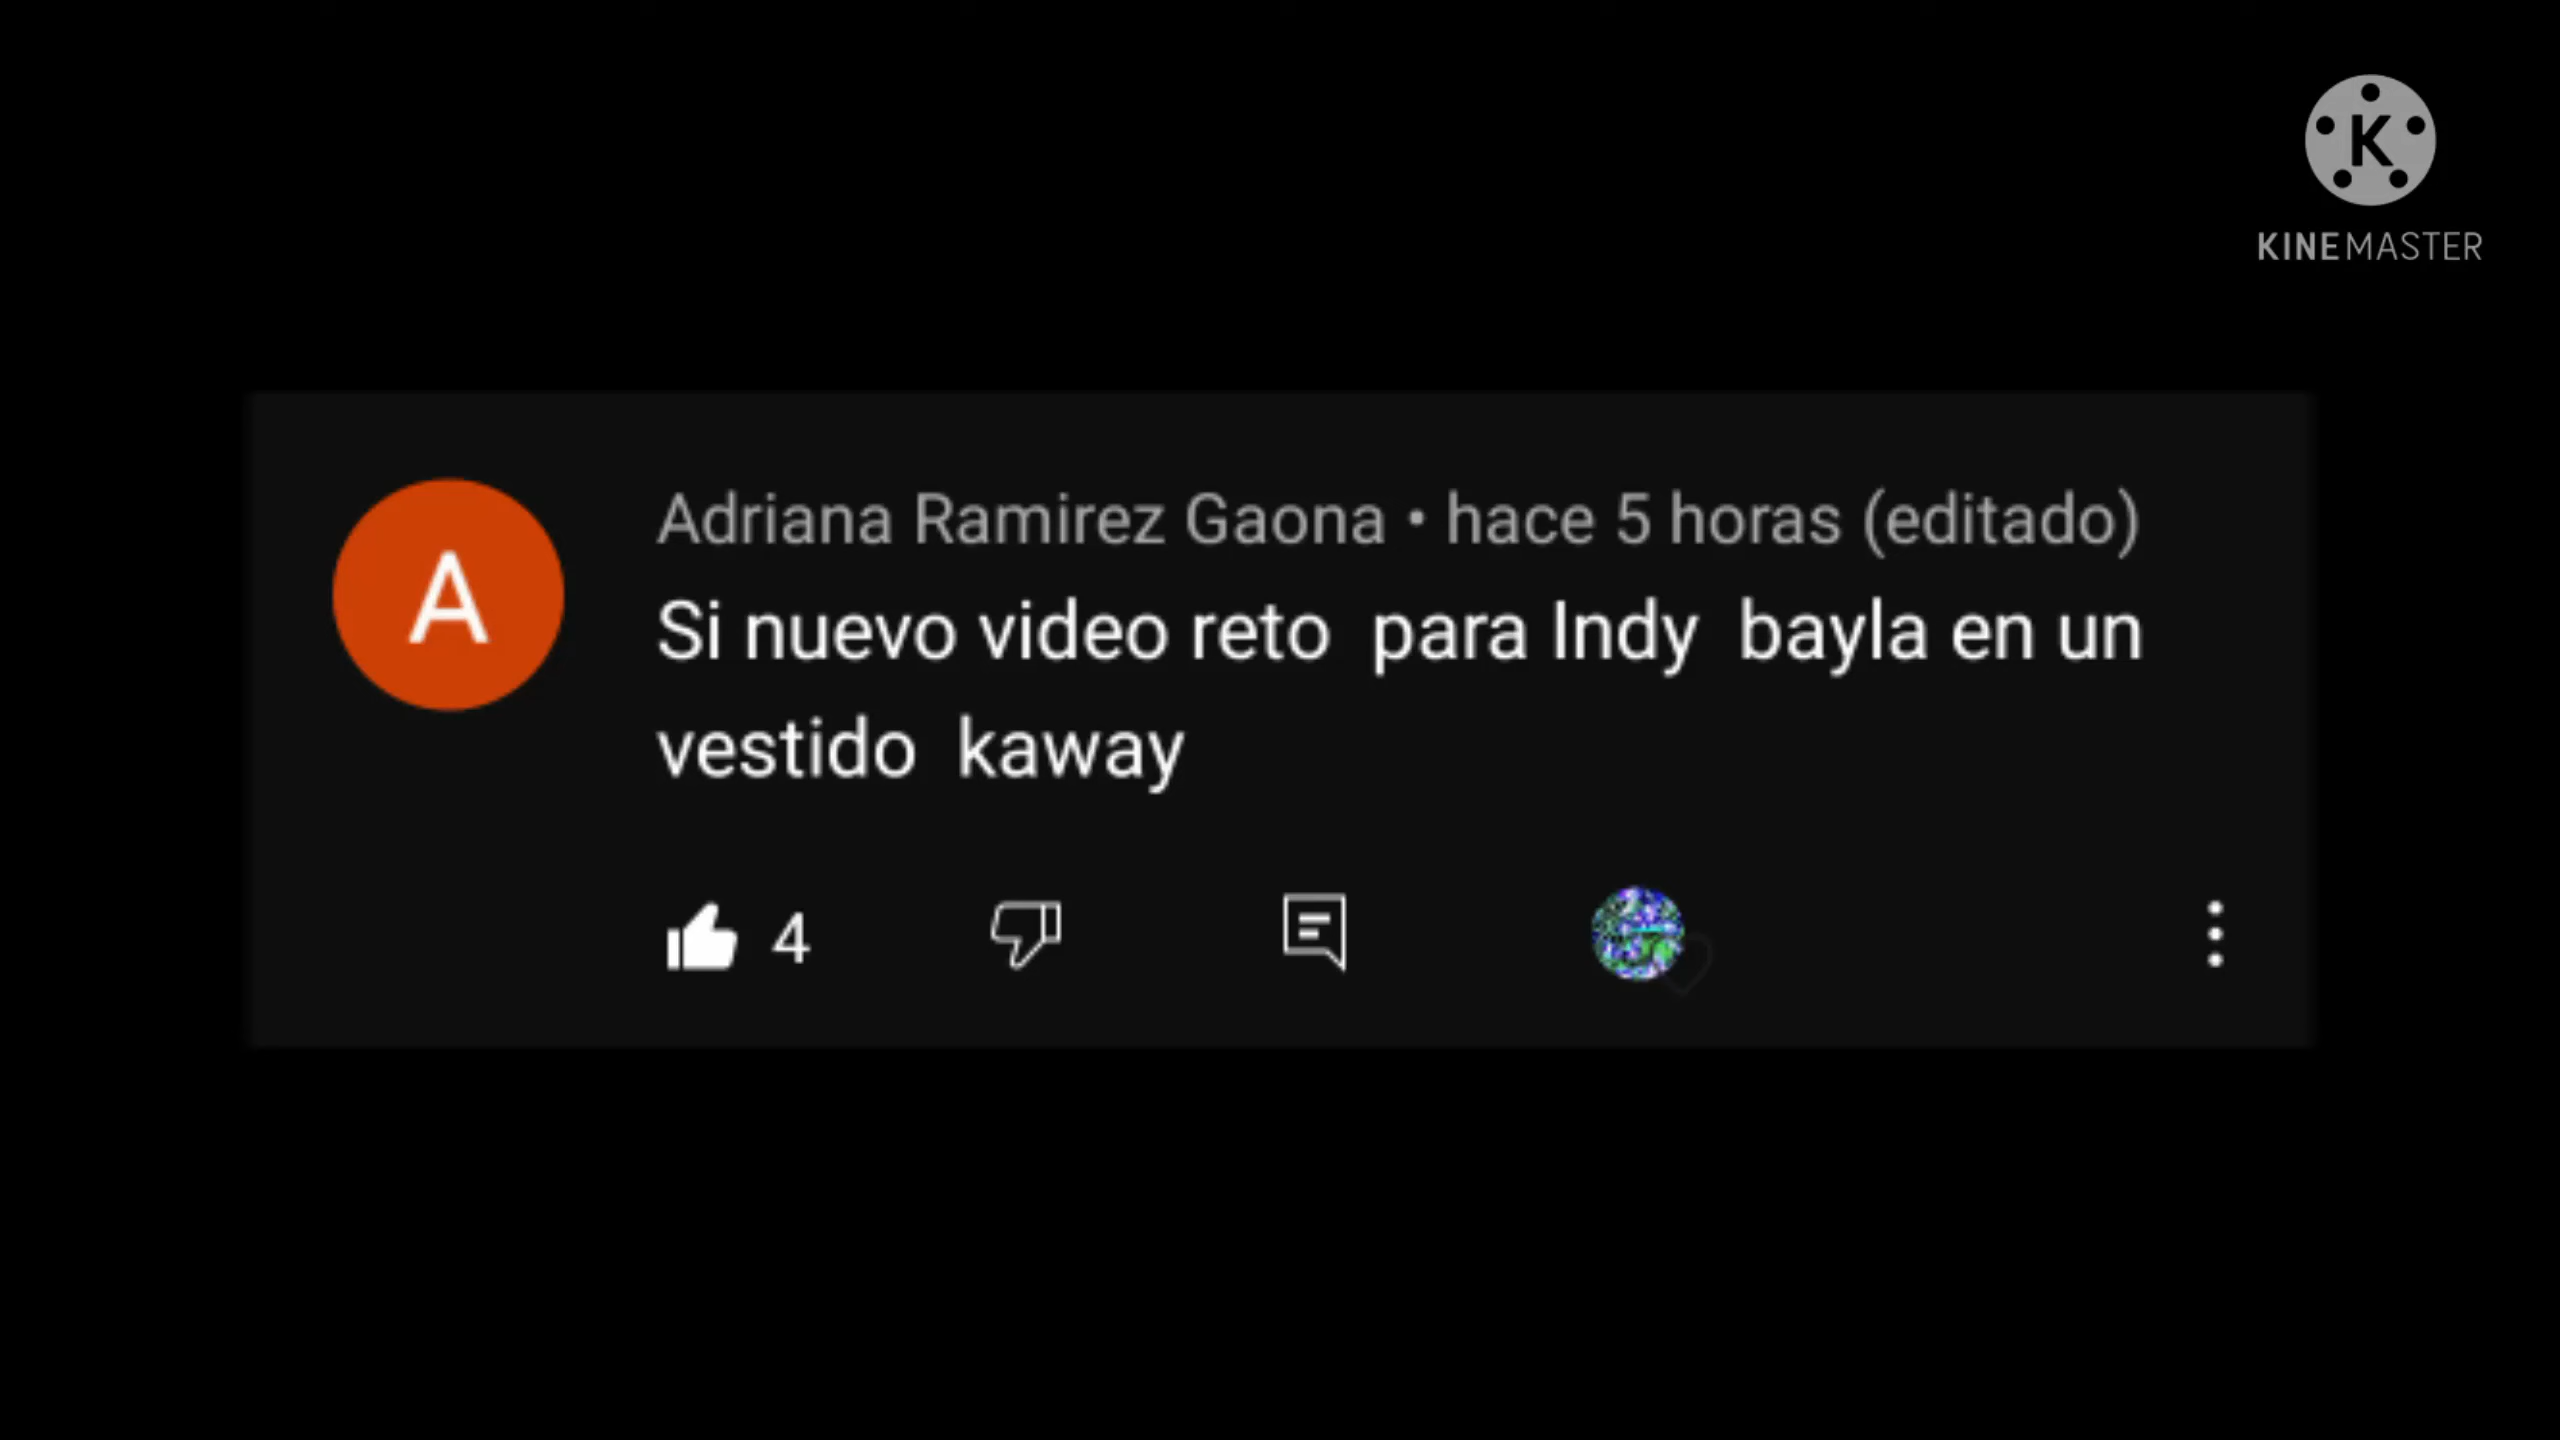 K
KINEMASTER
A
Adriana Ramirez Gaona • hace 5 horas (editado)
Si nuevo video reto  para Indy  bayla en un
vestido  kaway
4